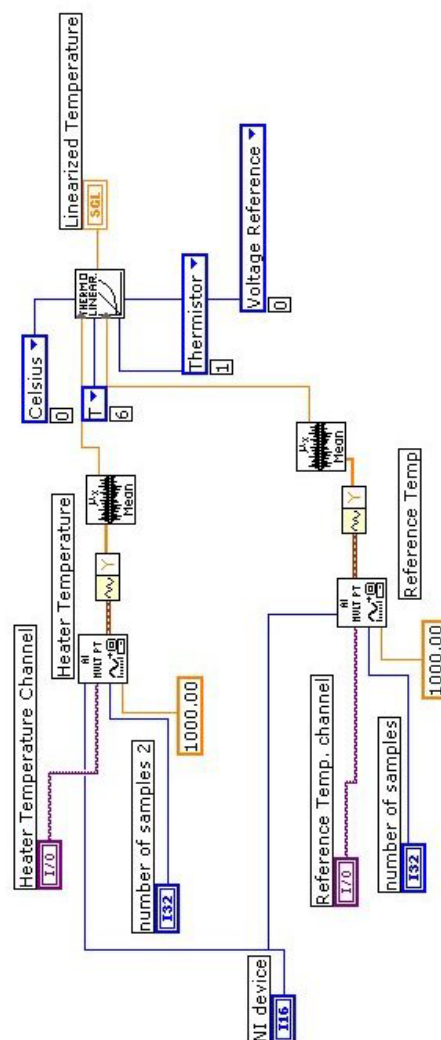 Linearized Temperature
SGL
Celsius
0
THERMO
LINEAR.
T
6
Thermistor
1
Voltage Reference
0
Heater Temperature Channel
I/O
Heater Temperature
AI
MULT PT
Y
μx
Mean
number of samples 2
I32
1000.00
NI device
I16
Reference Temp. channel
I/O
Reference Temp
AI
MULT PT
Y
μx
Mean
number of samples
I32
1000.00